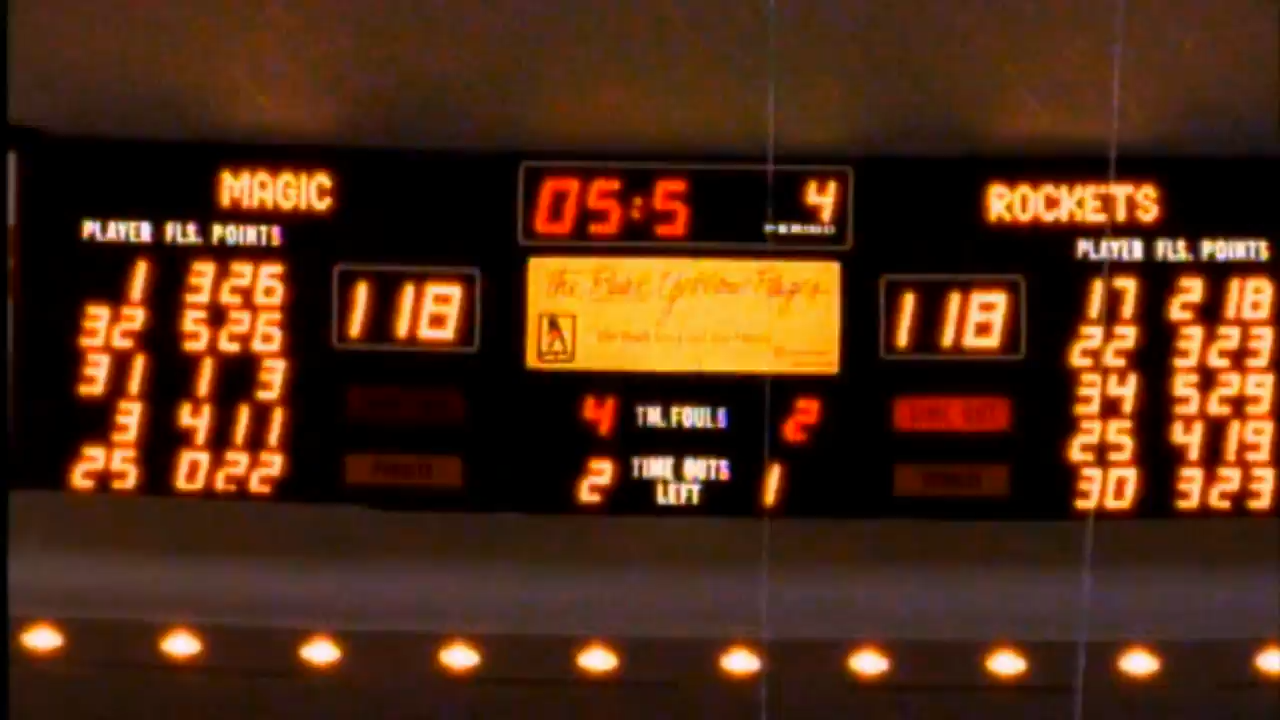 MAGIC
05:5 4
PERIOD
ROCKETS
PLAYER FLS. POINTS
1 3 26
32 5 26
31 1 3
3 4 11
25 0 22
118
118
PLAYER FLS. POINTS
17 2 18
22 3 23
34 5 29
25 4 19
30 3 23
4 TM. FOULS 2
2 TIME OUTS 1
LEFT